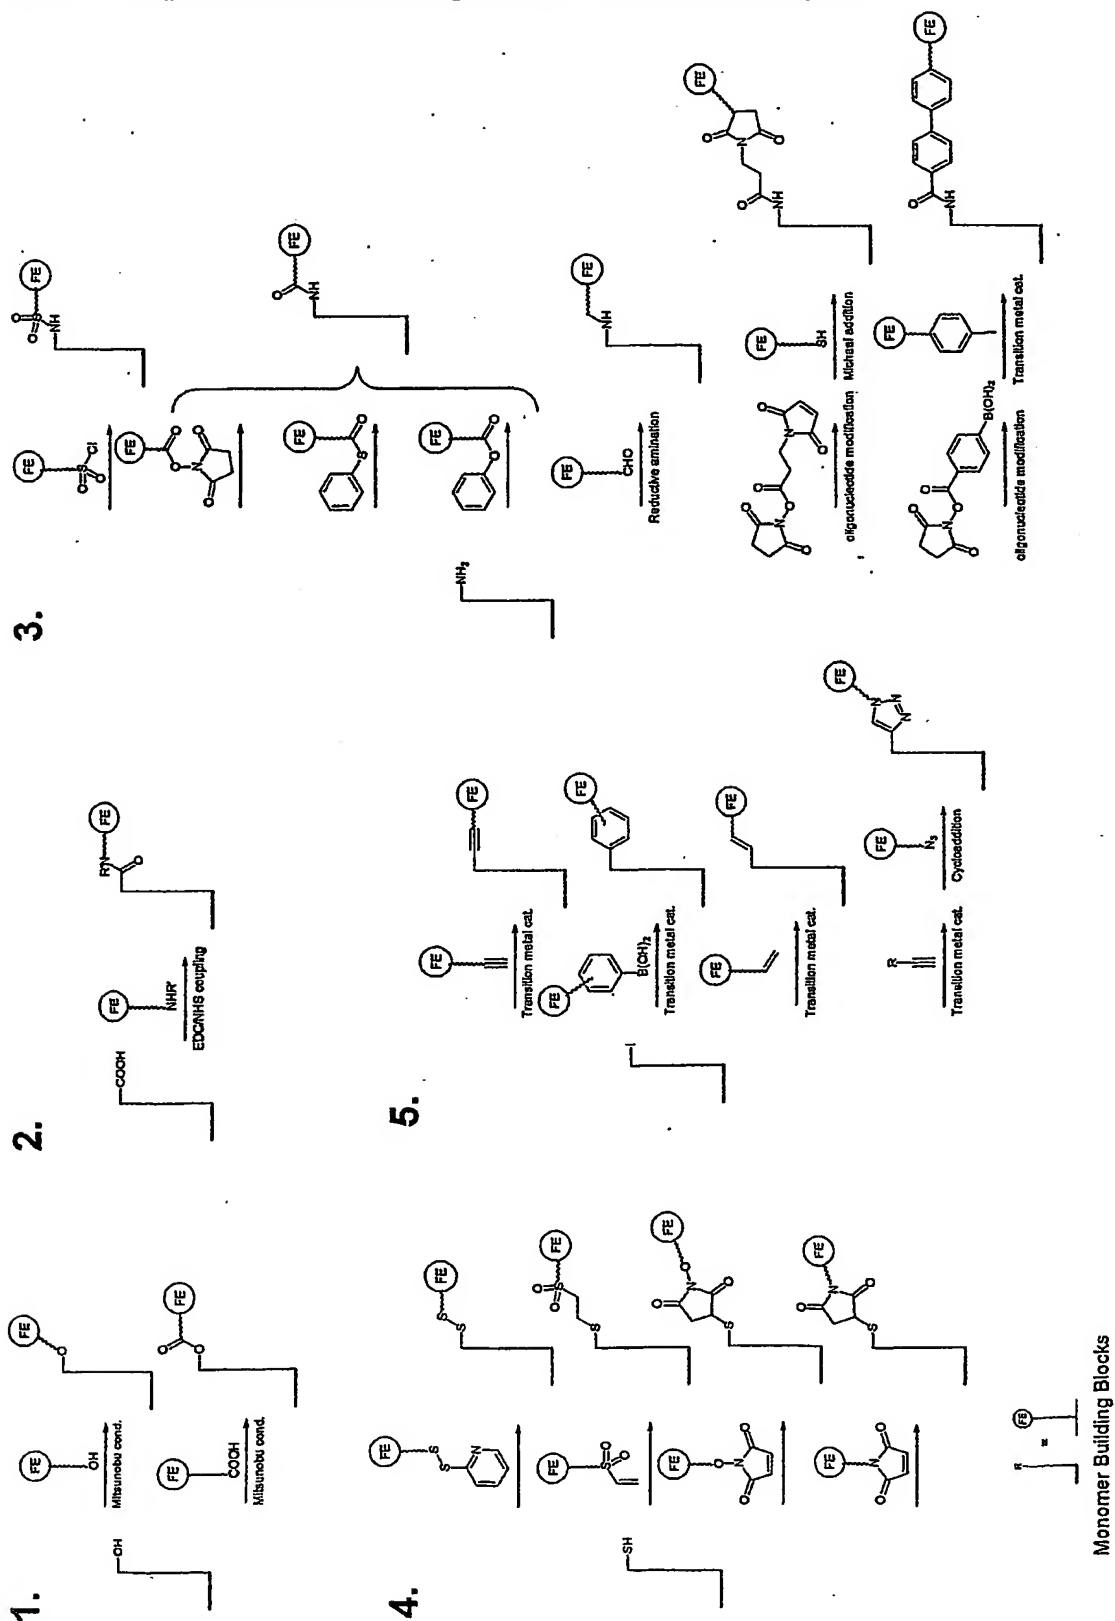 1.
OH
FE
OH
Mitsunobu cond.
O
FE
FE
COOH
Mitsunobu cond.
O
O
FE
2.
COOH
FE
NHR'
EDC/NHS coupling
R'
N
FE
O
3.
NH₂
FE
O
S
Cl
O
O
O
S
FE
NH
FE
O
O
N
O
O
FE
O
S
FE
O
O
O
FE
NH
FE
CHO
Reductive amination
FE
NH
O
N
O
O
O
O
N
O
oligonucleotide modification
FE
SH
Michael addition
FE
O
N
O
O
NH
O
N
O
O
O
B(OH)₂
oligonucleotide modification
FE
I
Transition metal cat.
O
NH
FE
4.
SH
FE
S
S
N
S
S
FE
FE
S
O
O
O
O
S
FE
S
FE
O
N
O
O
FE
O
N
O
O
S
FE
N
O
O
FE
N
O
O
S
5.
I
FE
Transition metal cat.
FE
FE
B(OH)₂
Transition metal cat.
FE
FE
Transition metal cat.
FE
R
Transition metal cat.
FE
N₃
Cycloaddition
FE
N
N
N
R
=
FE
Monomer Building Blocks